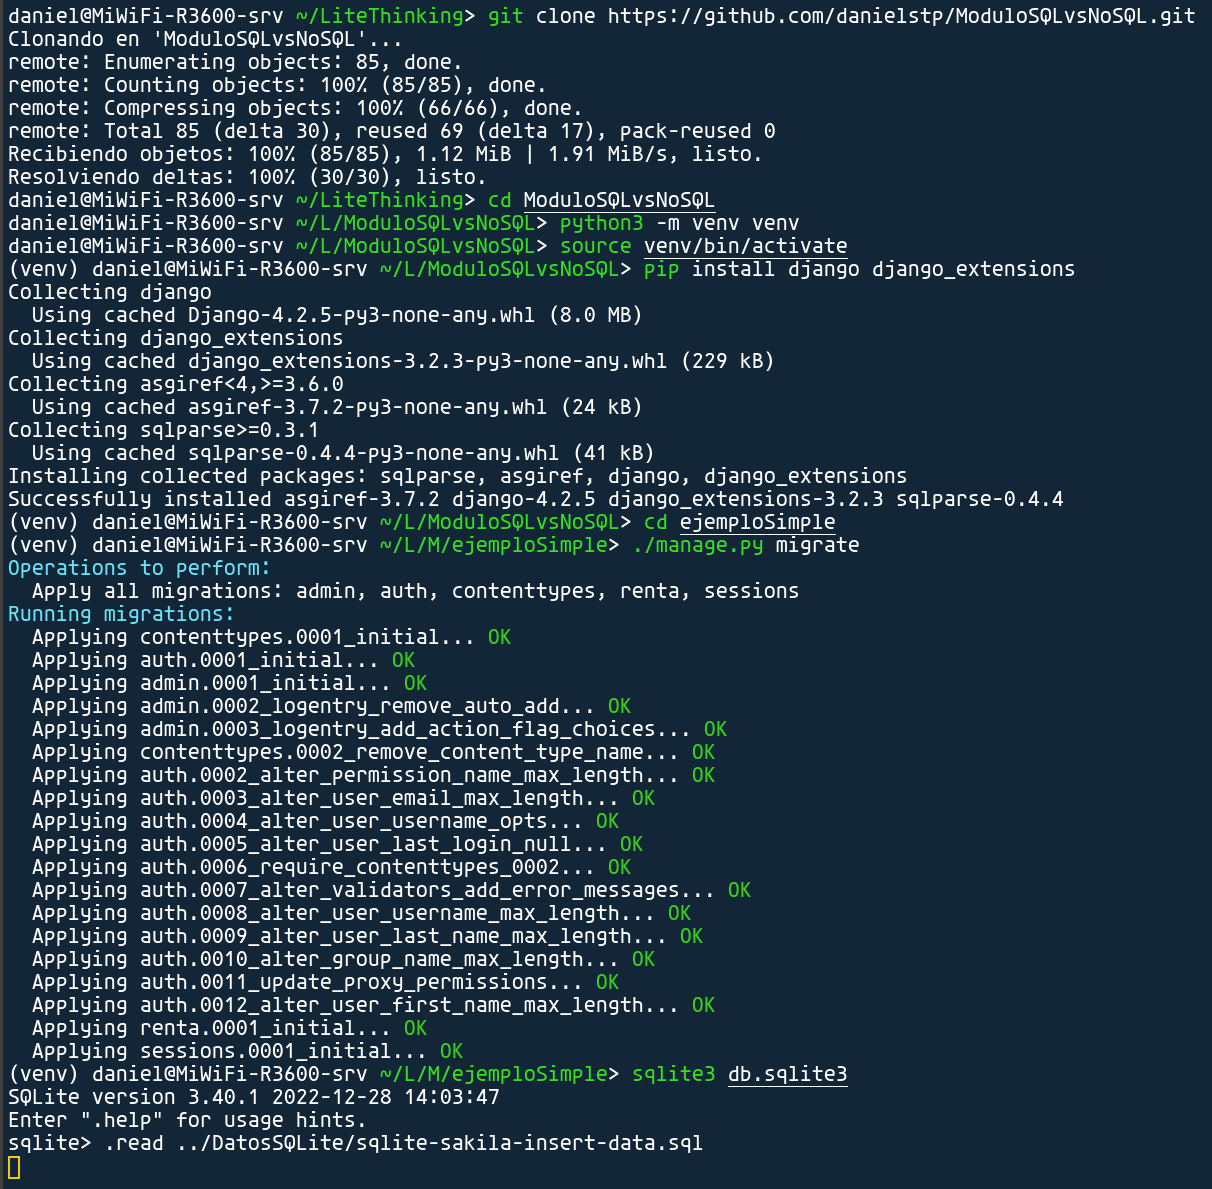 daniel@MiWiFi-R3600-srv ~/LiteThinking> git clone https://github.com/danielstp/ModuloSQLvsNoSQL.git
Clonando en 'ModuloSQLvsNoSQL'...
remote: Enumerating objects: 85, done.
remote: Counting objects: 100% (85/85), done.
remote: Compressing objects: 100% (66/66), done.
remote: Total 85 (delta 30), reused 69 (delta 17), pack-reused 0
Recibiendo objetos: 100% (85/85), 1.12 MiB | 1.91 MiB/s, listo.
Resolviendo deltas: 100% (30/30), listo.
daniel@MiWiFi-R3600-srv ~/LiteThinking> cd ModuloSQLvsNoSQL
daniel@MiWiFi-R3600-srv ~/L/ModuloSQLvsNoSQL> python3 -m venv venv
daniel@MiWiFi-R3600-srv ~/L/ModuloSQLvsNoSQL> source venv/bin/activate
(venv) daniel@MiWiFi-R3600-srv ~/L/ModuloSQLvsNoSQL> pip install django django_extensions
Collecting django
  Using cached Django-4.2.5-py3-none-any.whl (8.0 MB)
Collecting django_extensions
  Using cached django_extensions-3.2.3-py3-none-any.whl (229 kB)
Collecting asgiref<4,>=3.6.0
  Using cached asgiref-3.7.2-py3-none-any.whl (24 kB)
Collecting sqlparse>=0.3.1
  Using cached sqlparse-0.4.4-py3-none-any.whl (41 kB)
Installing collected packages: sqlparse, asgiref, django, django_extensions
Successfully installed asgiref-3.7.2 django-4.2.5 django_extensions-3.2.3 sqlparse-0.4.4
(venv) daniel@MiWiFi-R3600-srv ~/L/ModuloSQLvsNoSQL> cd ejemploSimple
(venv) daniel@MiWiFi-R3600-srv ~/L/M/ejemploSimple> ./manage.py migrate
Operations to perform:
  Apply all migrations: admin, auth, contenttypes, renta, sessions
Running migrations:
  Applying contenttypes.0001_initial... OK
  Applying auth.0001_initial... OK
  Applying admin.0001_initial... OK
  Applying admin.0002_logentry_remove_auto_add... OK
  Applying admin.0003_logentry_add_action_flag_choices... OK
  Applying contenttypes.0002_remove_content_type_name... OK
  Applying auth.0002_alter_permission_name_max_length... OK
  Applying auth.0003_alter_user_email_max_length... OK
  Applying auth.0004_alter_user_username_opts... OK
  Applying auth.0005_alter_user_last_login_null... OK
  Applying auth.0006_require_contenttypes_0002... OK
  Applying auth.0007_alter_validators_add_error_messages... OK
  Applying auth.0008_alter_user_username_max_length... OK
  Applying auth.0009_alter_user_last_name_max_length... OK
  Applying auth.0010_alter_group_name_max_length... OK
  Applying auth.0011_update_proxy_permissions... OK
  Applying auth.0012_alter_user_first_name_max_length... OK
  Applying renta.0001_initial... OK
  Applying sessions.0001_initial... OK
(venv) daniel@MiWiFi-R3600-srv ~/L/M/ejemploSimple> sqlite3 db.sqlite3
SQLite version 3.40.1 2022-12-28 14:03:47
Enter ".help" for usage hints.
sqlite> .read ../DatosSQLite/sqlite-sakila-insert-data.sql